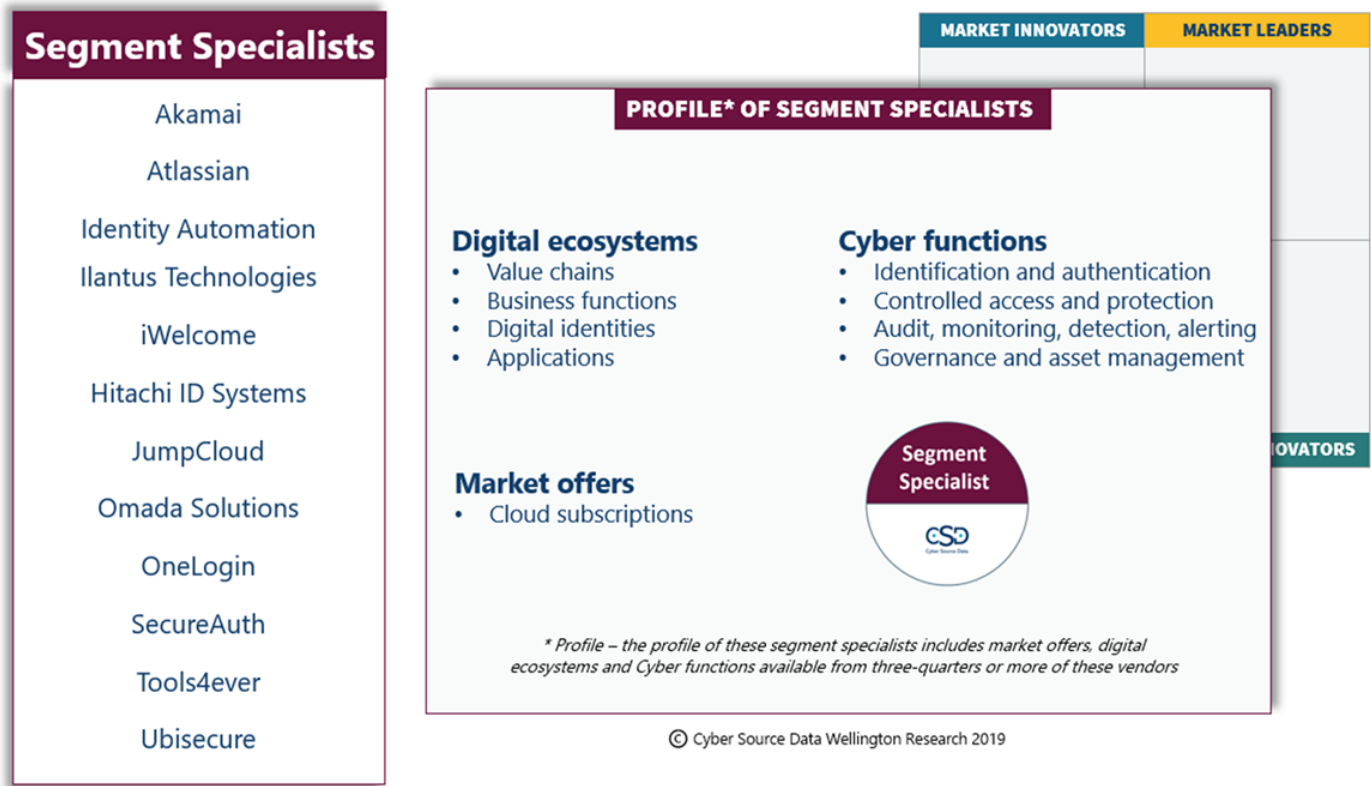 Segment Specialists
Akamai
Atlassian
Identity Automation
Ilantus Technologies
iWelcome
Hitachi ID Systems
JumpCloud
Omada Solutions
OneLogin
SecureAuth
Tools4ever
Ubisecure
MARKET INNOVATORS
MARKET LEADERS
PROFILE* OF SEGMENT SPECIALISTS
Digital ecosystems
• Value chains
• Business functions
• Digital identities
• Applications
Cyber functions
• Identification and authentication
• Controlled access and protection
• Audit, monitoring, detection, alerting
• Governance and asset management
Market offers
• Cloud subscriptions
Segment
Specialist
CSD
Cyber Source Data
OVATORS
* Profile – the profile of these segment specialists includes market offers, digital
ecosystems and Cyber functions available from three-quarters or more of these vendors
© Cyber Source Data Wellington Research 2019